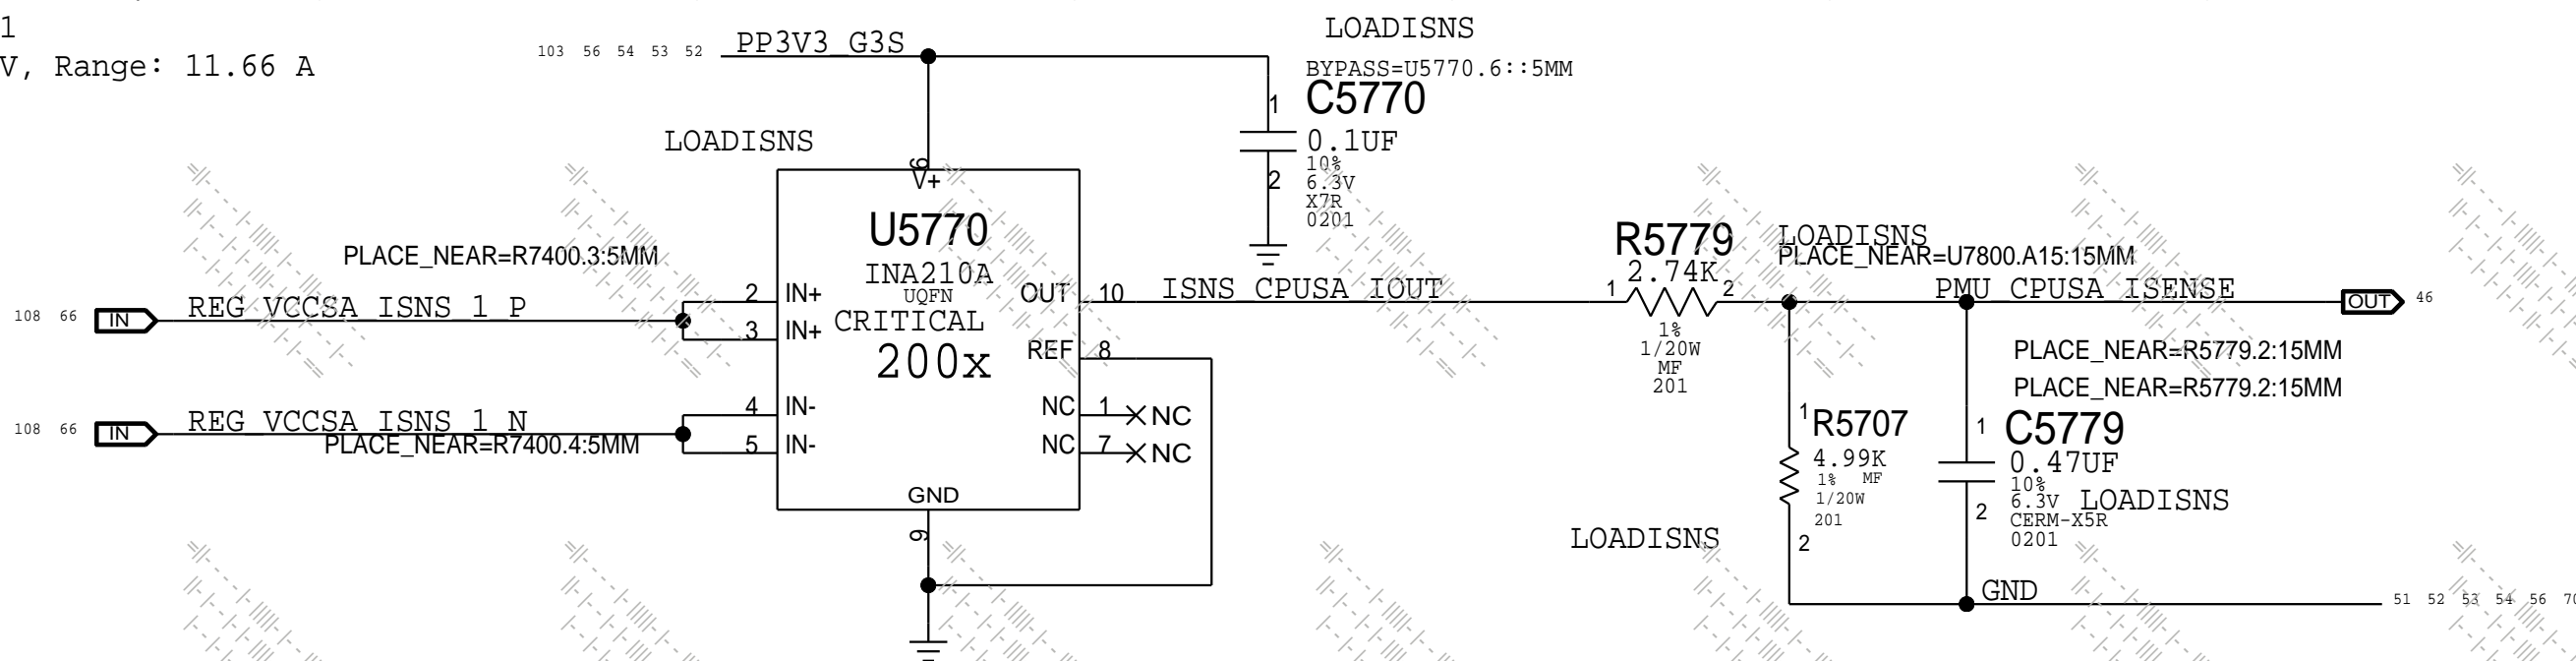 1
V, Range: 11.66 A
103 56 54 53 52
PP3V3_G3S
LOADISNS
BYPASS=U5770.6::5MM
C5770
1
0.1UF
10%
2
6.3V
X7R
0201
LOADISNS
6
V+
U5770
INA210A
UQFN
CRITICAL
200x
PLACE_NEAR=R7400.3:5MM
108 66
IN
REG_VCCSA_ISNS_1_P
2
IN+
3
IN+
OUT
10
ISNS_CPUSA_IOUT
REF
8
108 66
IN
REG_VCCSA_ISNS_1_N
PLACE_NEAR=R7400.4:5MM
4
IN-
5
IN-
NC
1
NC
NC
7
NC
GND
9
R5779
2.74K
1
2
1%
1/20W
MF
201
LOADISNS
PLACE_NEAR=U7800.A15:15MM
PMU_CPUSA_ISENSE
OUT
46
PLACE_NEAR=R5779.2:15MM
PLACE_NEAR=R5779.2:15MM
1
R5707
4.99K
1% MF
1/20W
201
2
LOADISNS
1
C5779
0.47UF
10%
6.3V
LOADISNS
2
CERM-X5R
0201
GND
51 52 53 54 56 70